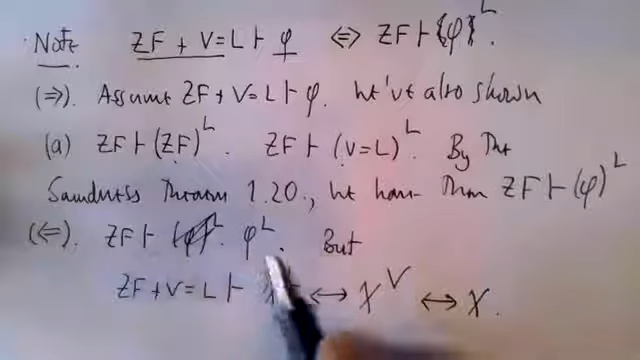 Note ZF + V = L ⊢ φ ⇔ ZF ⊢ (φ)^L.
(⇒). Assume ZF + V = L ⊢ φ. We've also shown
(a) ZF ⊢ (ZF)^L. ZF ⊢ (V = L)^L. By the
Soundness Theorem 1.20., we have then ZF ⊢ (φ)^L
(⇐). ZF ⊢ φ^L. But
ZF + V = L ⊢ ↔ χ^V ↔ χ.